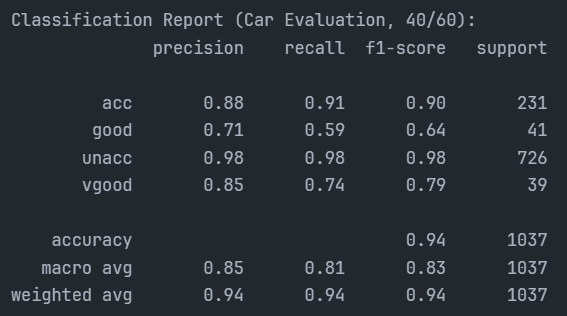 Classification Report (Car Evaluation, 40/60):
precision recall f1-score support
acc 0.88 0.91 0.90 231
good 0.71 0.59 0.64 41
unacc 0.98 0.98 0.98 726
vgood 0.85 0.74 0.79 39
accuracy 0.94 1037
macro avg 0.85 0.81 0.83 1037
weighted avg 0.94 0.94 0.94 1037